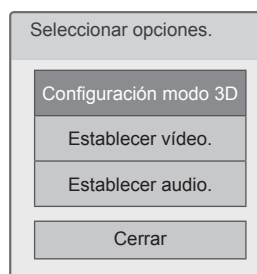 Seleccionar opciones.
Configuración modo 3D
Establecer vídeo.
Establecer audio.
Cerrar